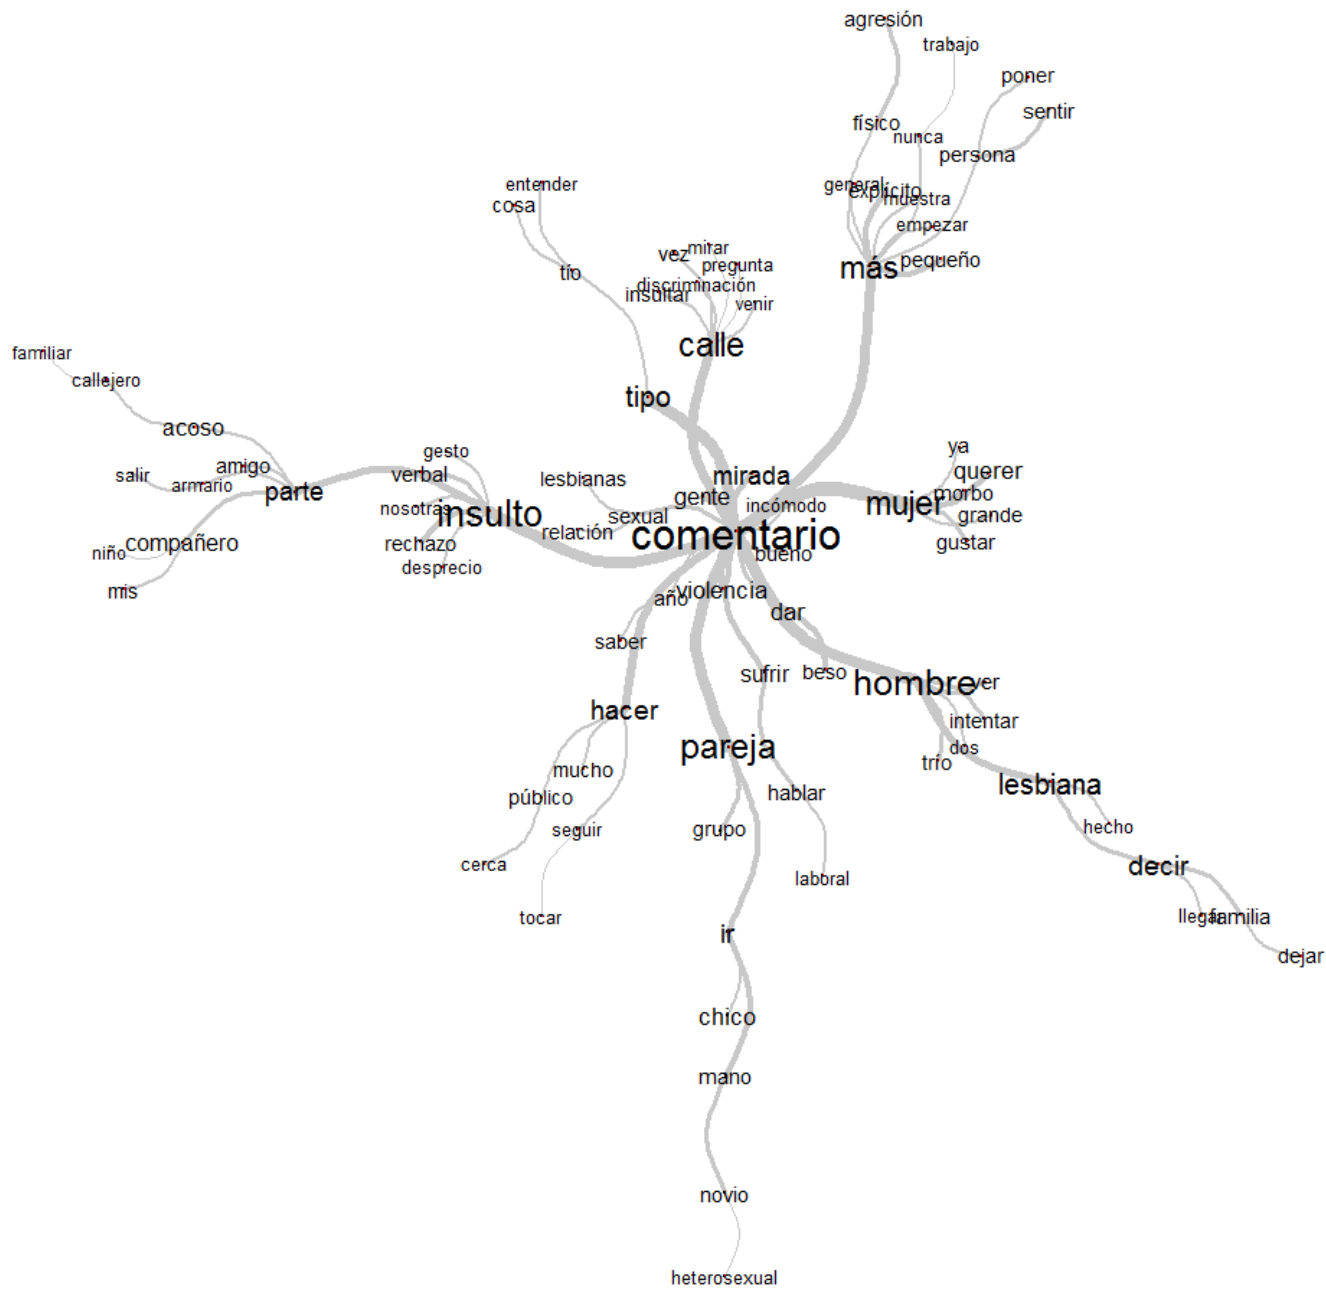 agresión
trabajo
poner
sentir
físico
nunca
persona
general
explícito
muestra
entender
cosa
empezar
mirar
vez
pregunta
pequeño
más
tío
discriminación
insultar
venir
calle
familiar
callejero
tipo
acoso
ya
gesto
amigo
querer
salir
verbal
mirada
lesbianas
armario
parte
gente
morbo
mujer
incómodo
nosotras
insulto
sexual
grande
relación
comentario
compañero
rechazo
gustar
niño
bueno
desprecio
mis
violencia
año
dar
saber
sufrir
beso
hombre
ver
hacer
intentar
pareja
dos
trío
mucho
lesbiana
público
hablar
seguir
grupo
hecho
cerca
decir
laboral
tocar
llegar
familia
ir
dejar
chico
mano
novio
heterosexual